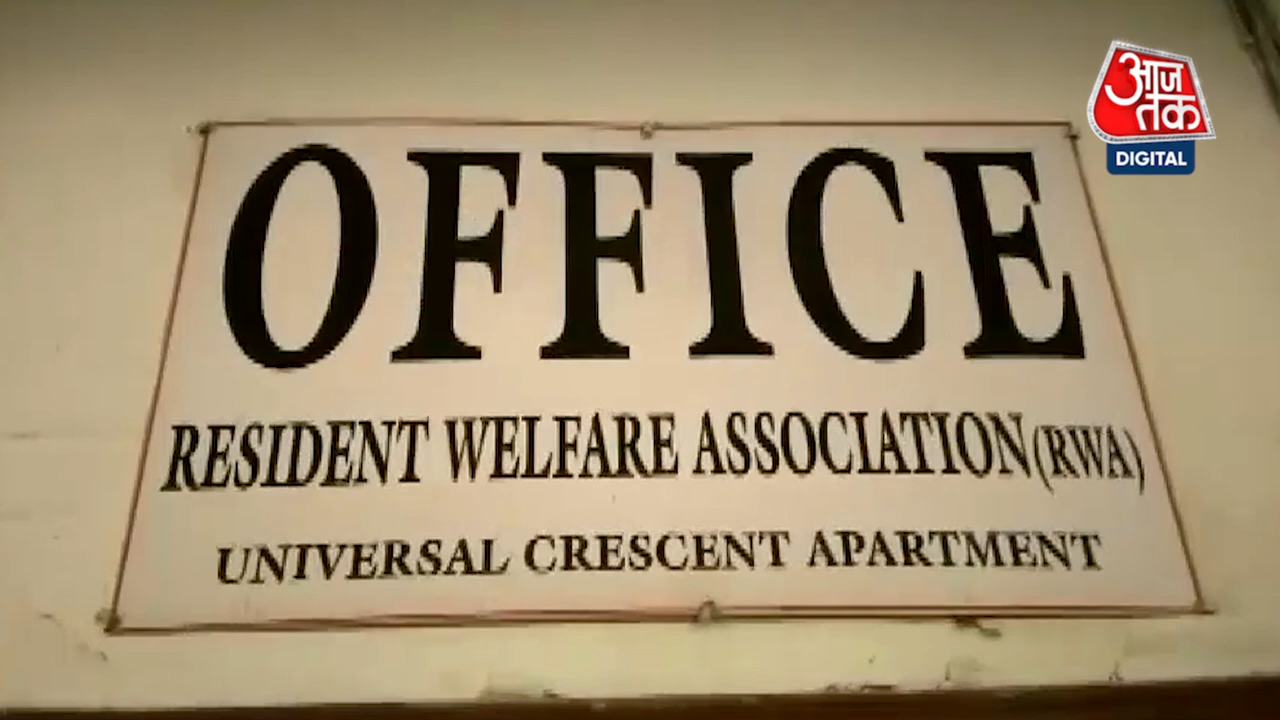 आज
तक
DIGITAL
OFFICE
RESIDENT WELFARE ASSOCIATION (RWA)
UNIVERSAL CRESCENT APARTMENT